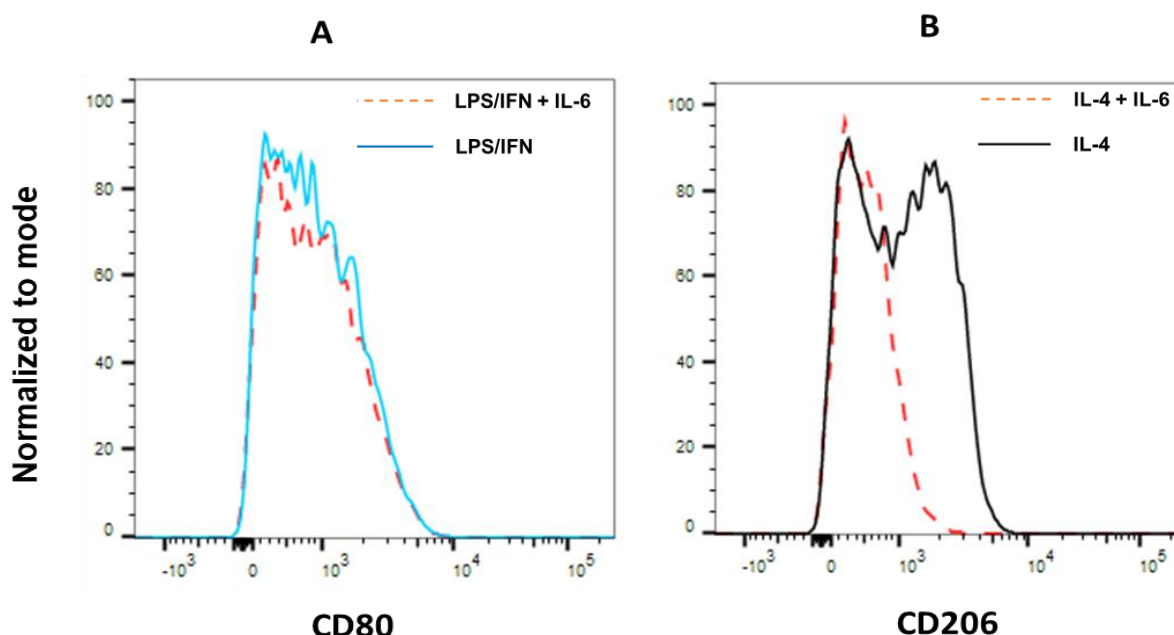 A
B
LPS/IFN + IL-6
LPS/IFN
IL-4 + IL-6
IL-4
Normalized to mode
100
80
60
40
20
0
-10³ 0 10³ 10⁴ 10⁵
CD80
100
80
60
40
20
0
-10³ 0 10³ 10⁴ 10⁵
CD206